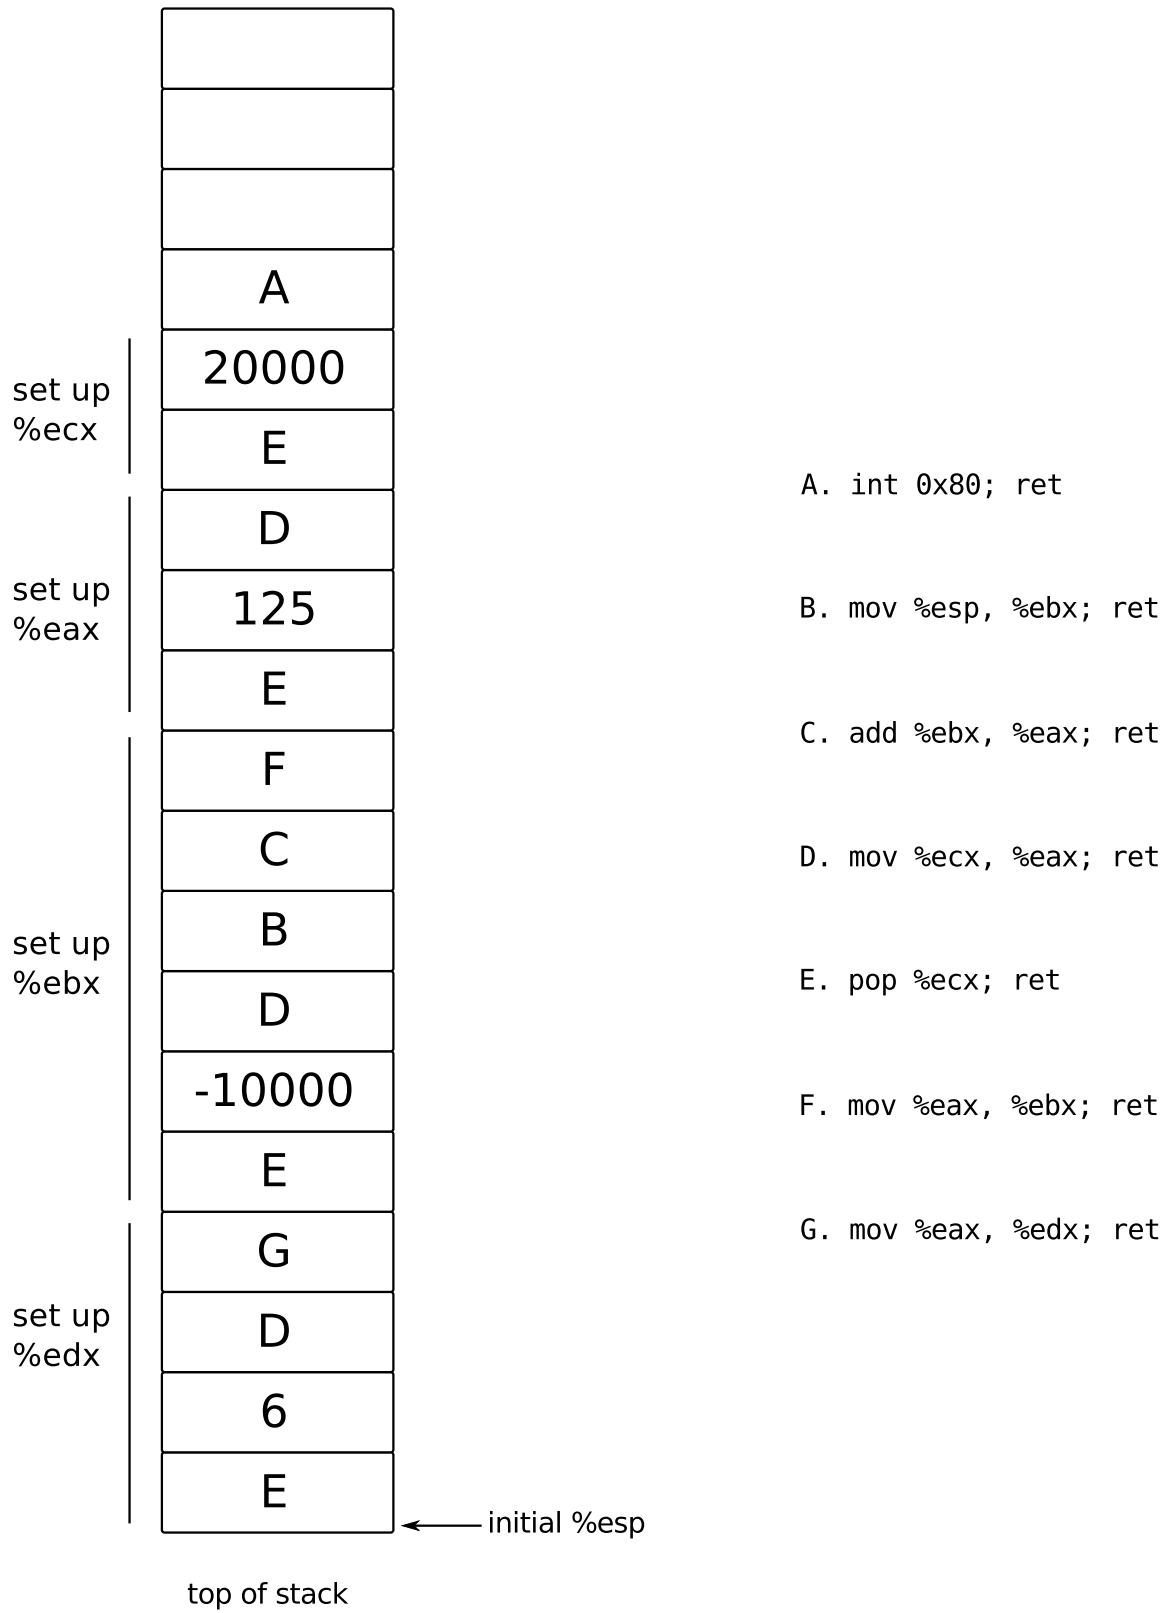 A
20000
set up
%ecx
E
D
125
set up
%eax
E
F
C
B
set up
%ebx
D
-10000
E
G
D
set up
%edx
6
E
initial %esp
top of stack
A. int 0x80; ret
B. mov %esp, %ebx; ret
C. add %ebx, %eax; ret
D. mov %ecx, %eax; ret
E. pop %ecx; ret
F. mov %eax, %ebx; ret
G. mov %eax, %edx; ret